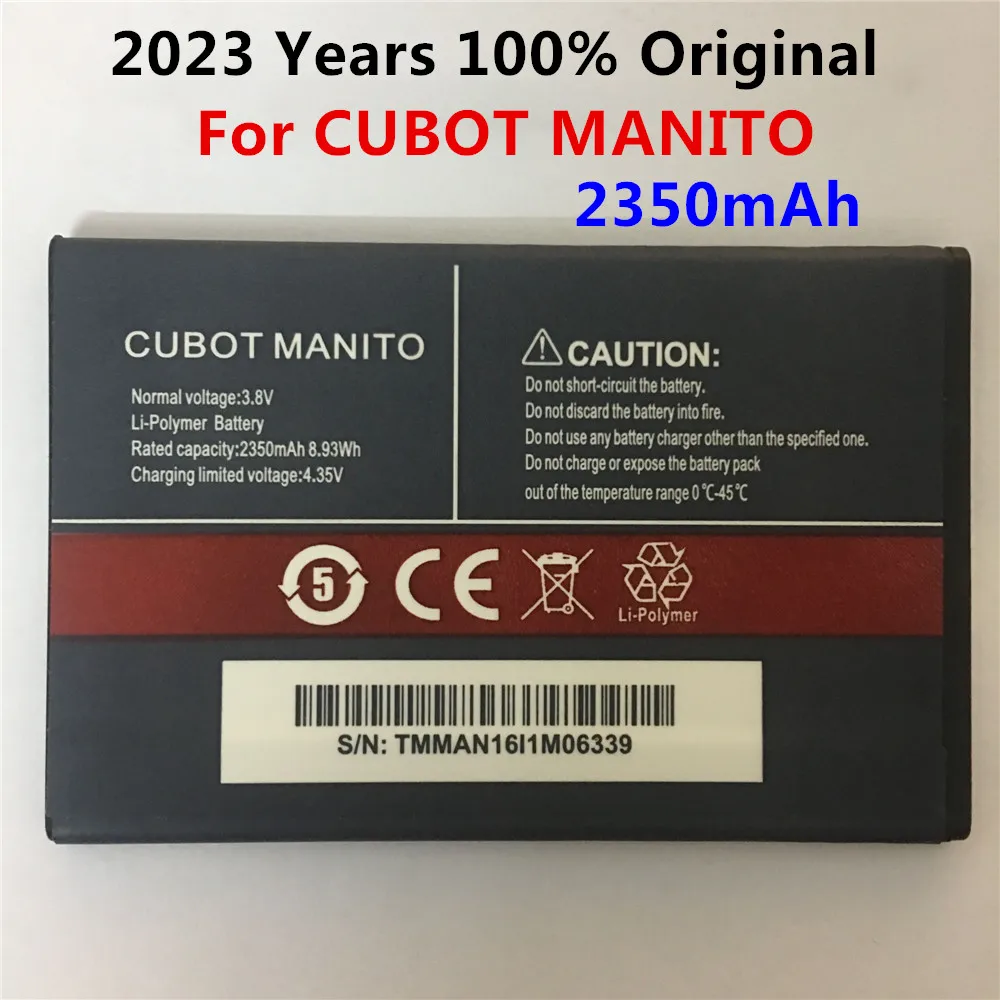 2023 Years 100% Original
For CUBOT MANITO
2350mAh
CUBOT MANITO
Normal voltage:3.8V
Li-Polymer Battery
Rated capacity:2350mAh 8.93Wh
Charging limited voltage:4.35V
CAUTION:
Do not short-circuit the battery.
Do not discard the battery into fire.
Do not use any battery charger other than the specified one.
Do not charge or expose the battery pack
out of the temperature range 0℃-45℃
5
CE
Li-Polymer
S/N: TMMAN16I1M06339